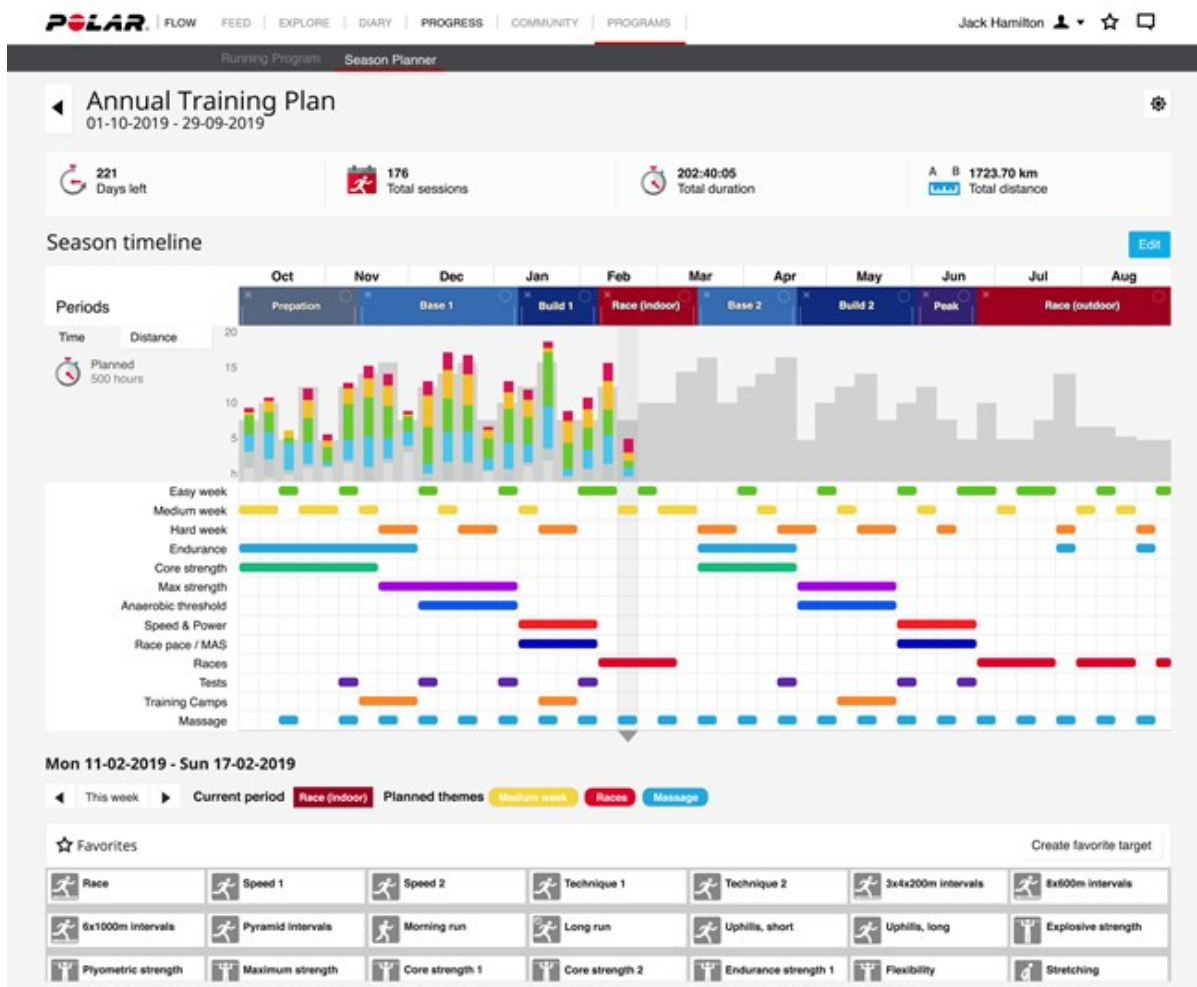 POLAR. FLOW FEED EXPLORE DIARY PROGRESS COMMUNITY PROGRAMS Jack Hamilton
Running Program Season Planner
Annual Training Plan
01-10-2019 - 29-09-2019
221
Days left
176
Total sessions
202:40:05
Total duration
A B
1723.70 km
Total distance
Season timeline Edit
Oct Nov Dec Jan Feb Mar Apr May Jun Jul Aug
Periods Prepation Base 1 Build 1 Race (indoor) Base 2 Build 2 Peak Race (outdoor)
Time Distance
Planned
500 hours
20
15
10
5
h
Easy week
Medium week
Hard week
Endurance
Core strength
Max strength
Anaerobic threshold
Speed & Power
Race pace / MAS
Races
Tests
Training Camps
Massage
Mon 11-02-2019 - Sun 17-02-2019
This week Current period Race (indoor) Planned themes Medium week Races Massage
Favorites Create favorite target
Race Speed 1 Speed 2 Technique 1 Technique 2 3x4x200m intervals 8x600m intervals
6x1000m intervals Pyramid intervals Morning run Long run Uphills, short Uphills, long Explosive strength
Plyometric strength Maximum strength Core strength 1 Core strength 2 Endurance strength 1 Flexibility Stretching